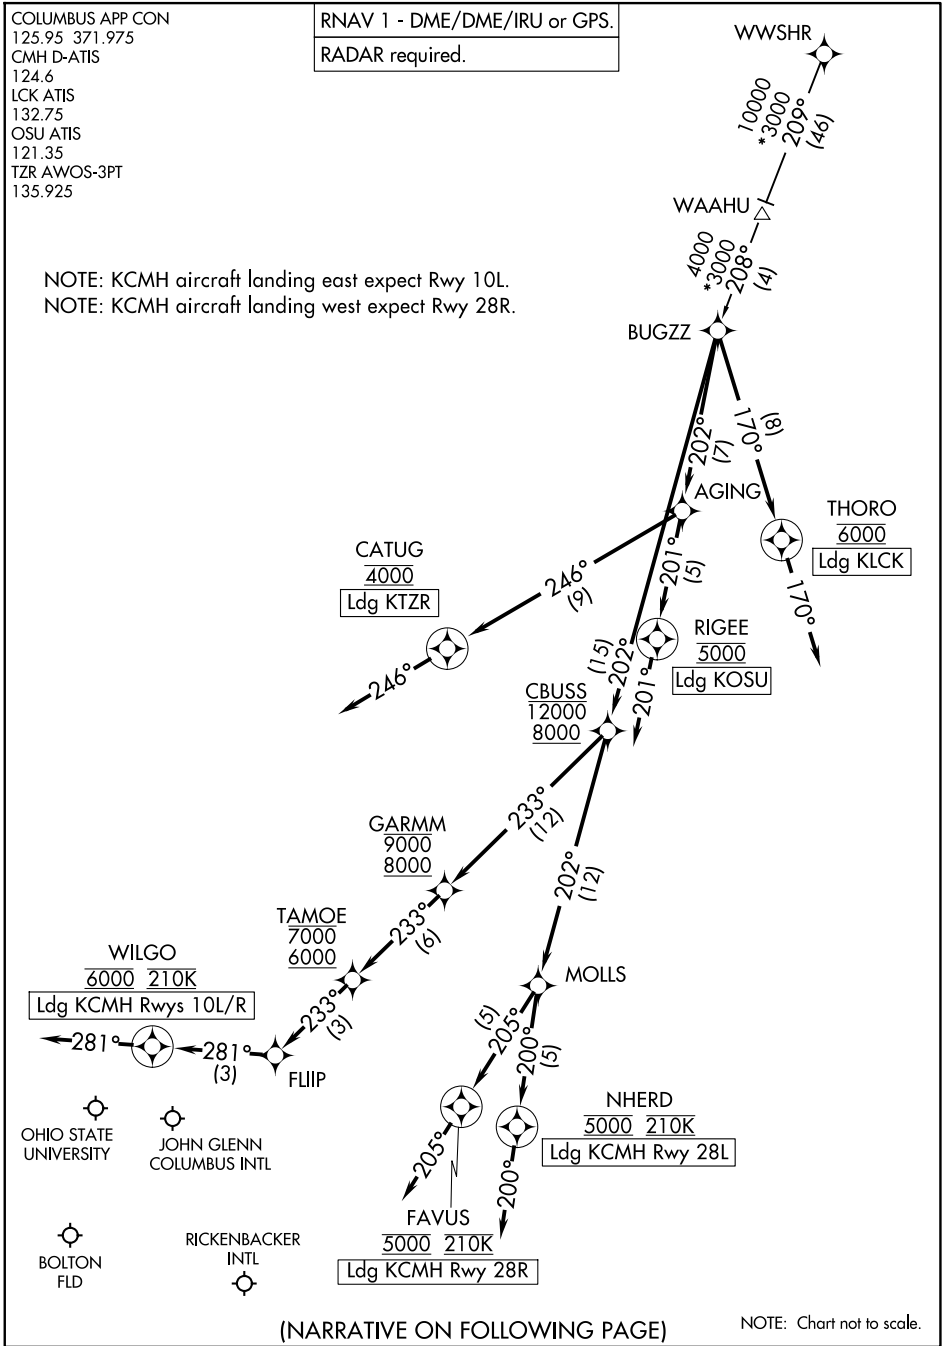 COLUMBUS APP CON
125.95 371.975
CMH D-ATIS
124.6
LCK ATIS
132.75
OSU ATIS
121.35
TZR AWOS-3PT
135.925
RNAV 1 - DME/DME/IRU or GPS.
RADAR required.
WWSHR
10000
*3000
209°
(46)
WAAHU
4000
*3000
208°
(4)
NOTE: KCMH aircraft landing east expect Rwy 10L.
NOTE: KCMH aircraft landing west expect Rwy 28R.
BUGZZ
202°
(7)
170°
(8)
AGING
THORO
6000
Ldg KLCK
170°
CATUG
4000
Ldg KTZR
246°
(9)
246°
201°
(5)
RIGEE
5000
Ldg KOSU
201°
(15)
202°
CBUSS
12000
8000
233°
(12)
GARMM
9000
8000
202°
(12)
233°
(6)
TAMOE
7000
6000
WILGO
6000 210K
Ldg KCMH Rwys 10L/R
281°
281°
(3)
233°
(3)
FLIIP
MOLLS
(5)
205°
200°
(5)
NHERD
5000 210K
Ldg KCMH Rwy 28L
205°
200°
FAVUS
5000 210K
Ldg KCMH Rwy 28R
OHIO STATE
UNIVERSITY
JOHN GLENN
COLUMBUS INTL
BOLTON
FLD
RICKENBACKER
INTL
(NARRATIVE ON FOLLOWING PAGE)
NOTE: Chart not to scale.